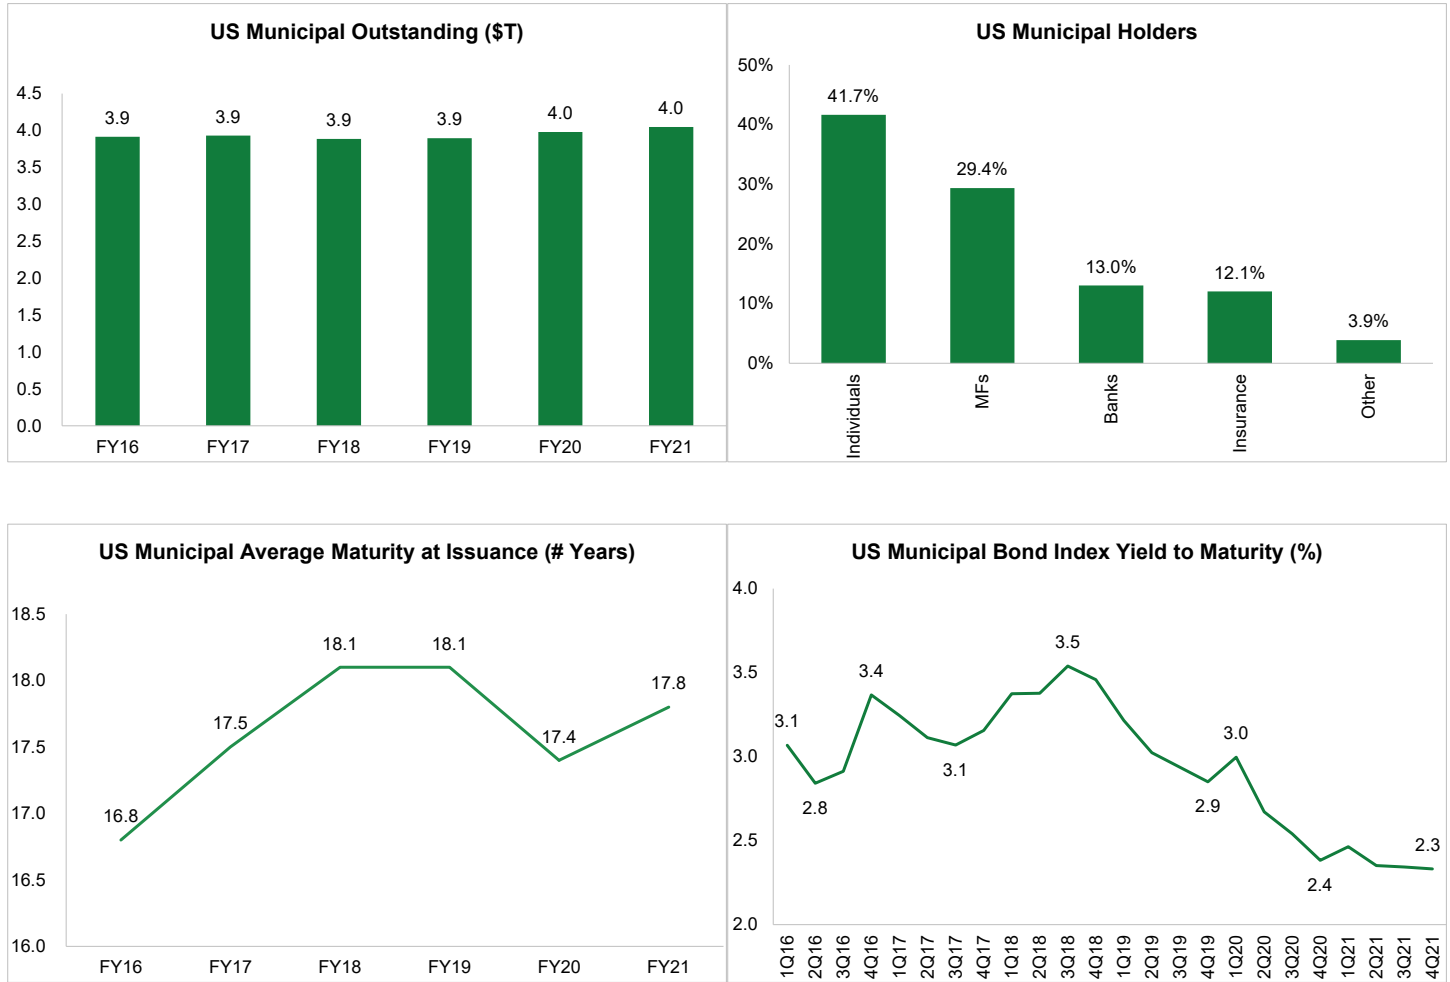 US Municipal Outstanding ($T)
4.5
4.0
3.5
3.0
2.5
2.0
1.5
1.0
0.5
0.0
3.9
3.9
3.9
3.9
4.0
4.0
FY16 FY17 FY18 FY19 FY20 FY21
US Municipal Holders
50%
40%
30%
20%
10%
0%
41.7%
29.4%
13.0%
12.1%
3.9%
Individuals
MFs
Banks
Insurance
Other
US Municipal Average Maturity at Issuance (# Years)
18.5
18.0
17.5
17.0
16.5
16.0
16.8
17.5
18.1
18.1
17.4
17.8
FY16 FY17 FY18 FY19 FY20 FY21
US Municipal Bond Index Yield to Maturity (%)
4.0
3.5
3.0
2.5
2.0
3.1
2.8
3.4
3.1
3.5
2.9
3.0
2.4
2.3
1Q16
2Q16
3Q16
4Q16
1Q17
2Q17
3Q17
4Q17
1Q18
2Q18
3Q18
4Q18
1Q19
2Q19
3Q19
4Q19
1Q20
2Q20
3Q20
4Q20
1Q21
2Q21
3Q21
4Q21